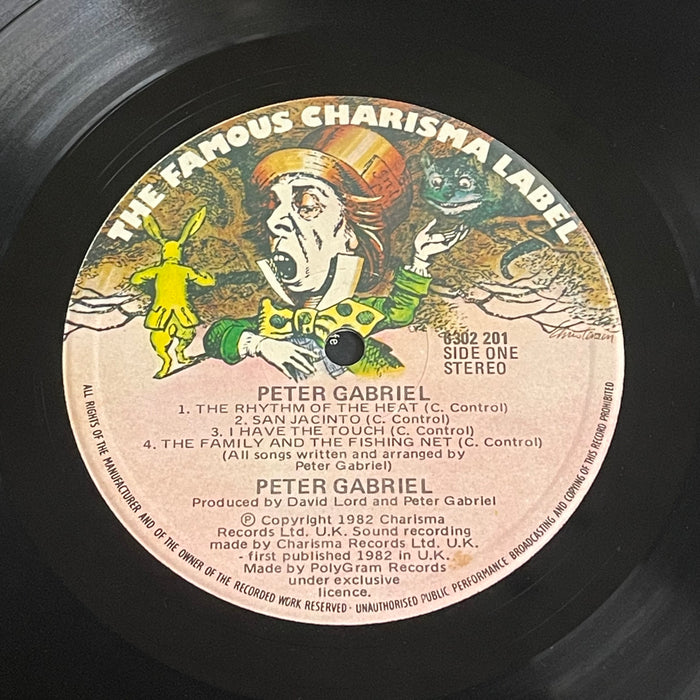 THE FAMOUS CHARISMA LABEL
6302 201
SIDE ONE
STEREO
PETER GABRIEL
1. THE RHYTHM OF THE HEAT (C. Control)
2. SAN JACINTO (C. Control)
3. I HAVE THE TOUCH (C. Control)
4. THE FAMILY AND THE FISHING NET (C. Control)
(All songs written and arranged by
Peter Gabriel)
PETER GABRIEL
Produced by David Lord and Peter Gabriel
Ⓟ Copyright 1982 Charisma
Records Ltd. U.K. Sound recording
made by Charisma Records Ltd. U.K.
- first published 1982 in U.K.
Made by PolyGram Records
under exclusive
licence.
ALL RIGHTS OF THE MANUFACTURER AND OF THE OWNER OF THE RECORDED WORK RESERVED · UNAUTHORISED PUBLIC PERFORMANCE BROADCASTING AND COPYING OF THIS RECORD PROHIBITED